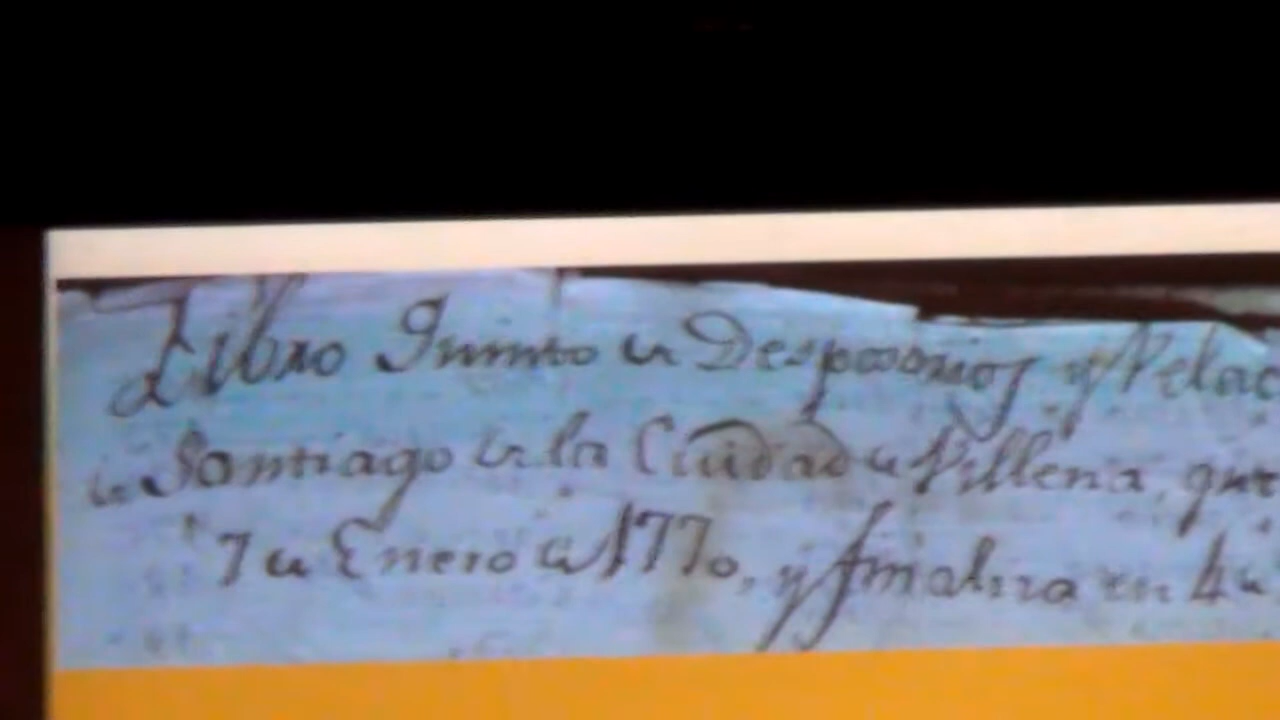 Libro Quinto de Desposorios y Velac
de Santiago de la Ciudad de Villena, que
7 de Enero de 1770, y finaliza en 4 de